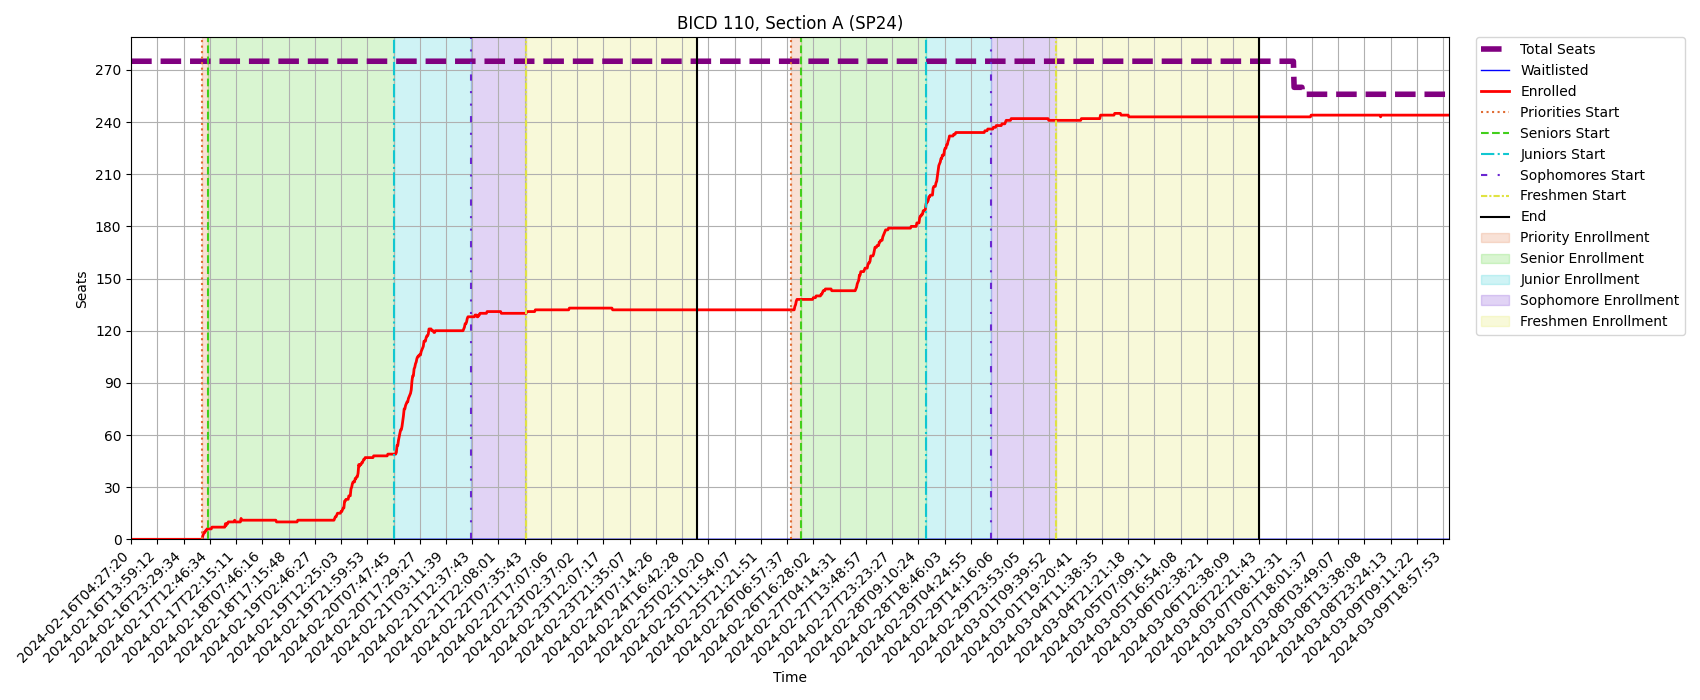 BICD 110, Section A (SP24)
Total Seats
Waitlisted
Enrolled
Priorities Start
Seniors Start
Juniors Start
Sophomores Start
Freshmen Start
End
Priority Enrollment
Senior Enrollment
Junior Enrollment
Sophomore Enrollment
Freshmen Enrollment
Seats
270
240
210
180
150
120
90
60
30
0
2024-02-16T04:27:20
2024-02-16T13:59:12
2024-02-16T23:29:34
2024-02-17T12:46:34
2024-02-17T22:15:11
2024-02-18T07:46:16
2024-02-18T17:15:48
2024-02-19T02:46:27
2024-02-19T12:25:03
2024-02-19T21:59:53
2024-02-20T07:47:45
2024-02-20T17:29:27
2024-02-21T03:11:39
2024-02-21T12:37:43
2024-02-21T22:08:01
2024-02-22T07:35:43
2024-02-22T17:07:06
2024-02-23T02:37:02
2024-02-23T12:07:17
2024-02-23T21:35:07
2024-02-24T07:14:26
2024-02-24T16:42:28
2024-02-25T02:10:20
2024-02-25T11:54:07
2024-02-25T21:21:51
2024-02-26T06:57:37
2024-02-26T16:28:02
2024-02-27T04:14:31
2024-02-27T13:48:57
2024-02-27T23:23:27
2024-02-28T09:10:24
2024-02-28T18:46:03
2024-02-29T04:24:55
2024-02-29T14:16:06
2024-02-29T23:53:05
2024-03-01T09:39:52
2024-03-01T19:20:41
2024-03-04T11:38:35
2024-03-04T21:21:18
2024-03-05T07:09:11
2024-03-05T16:54:08
2024-03-06T02:38:21
2024-03-06T12:38:09
2024-03-06T22:21:43
2024-03-07T08:12:31
2024-03-07T18:01:37
2024-03-08T03:49:07
2024-03-08T13:38:08
2024-03-08T23:24:13
2024-03-09T09:11:22
2024-03-09T18:57:53
Time